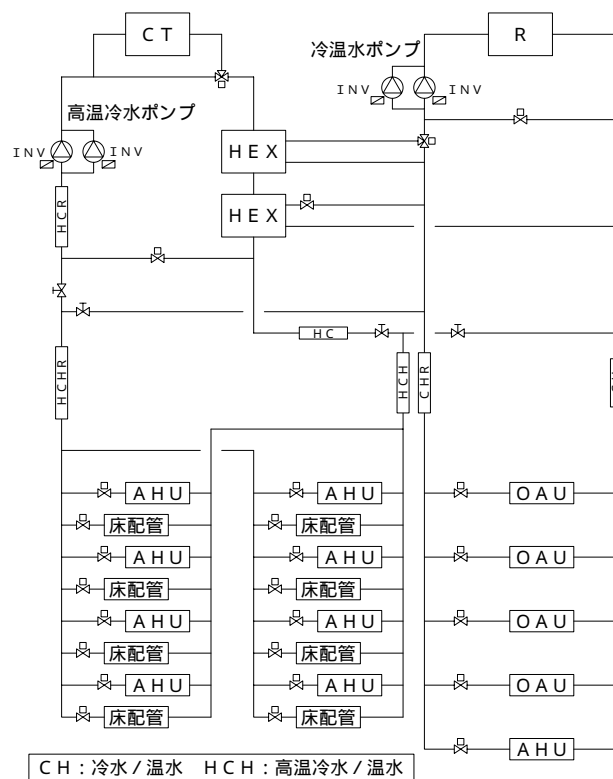 CT
R
冷温水ポンプ
INV
INV
高温冷水ポンプ
INV
INV
HEX
HCR
HEX
HC
HCHR
HCH
CHR
AHU
AHU
OAU
床配管
床配管
AHU
AHU
OAU
床配管
床配管
AHU
AHU
OAU
床配管
床配管
AHU
AHU
OAU
床配管
床配管
AHU
CH:冷水/温水 HCH:高温冷水/温水